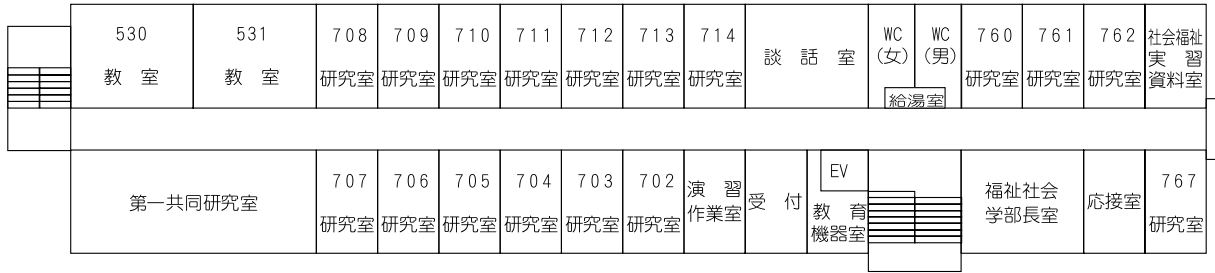 530 531 708 709 710 711 712 713 714 談話室 WC WC 760 761 762 社会福祉
教室 教室 研究室 研究室 研究室 研究室 研究室 研究室 研究室 (女) (男) 研究室 研究室 研究室 実習
給湯室 資料室
707 706 705 704 703 702 演習 受付 EV 福祉社会 応接室 767
第一共同研究室 研究室 研究室 研究室 研究室 研究室 研究室 作業室 教育 学部長室 研究室
機器室